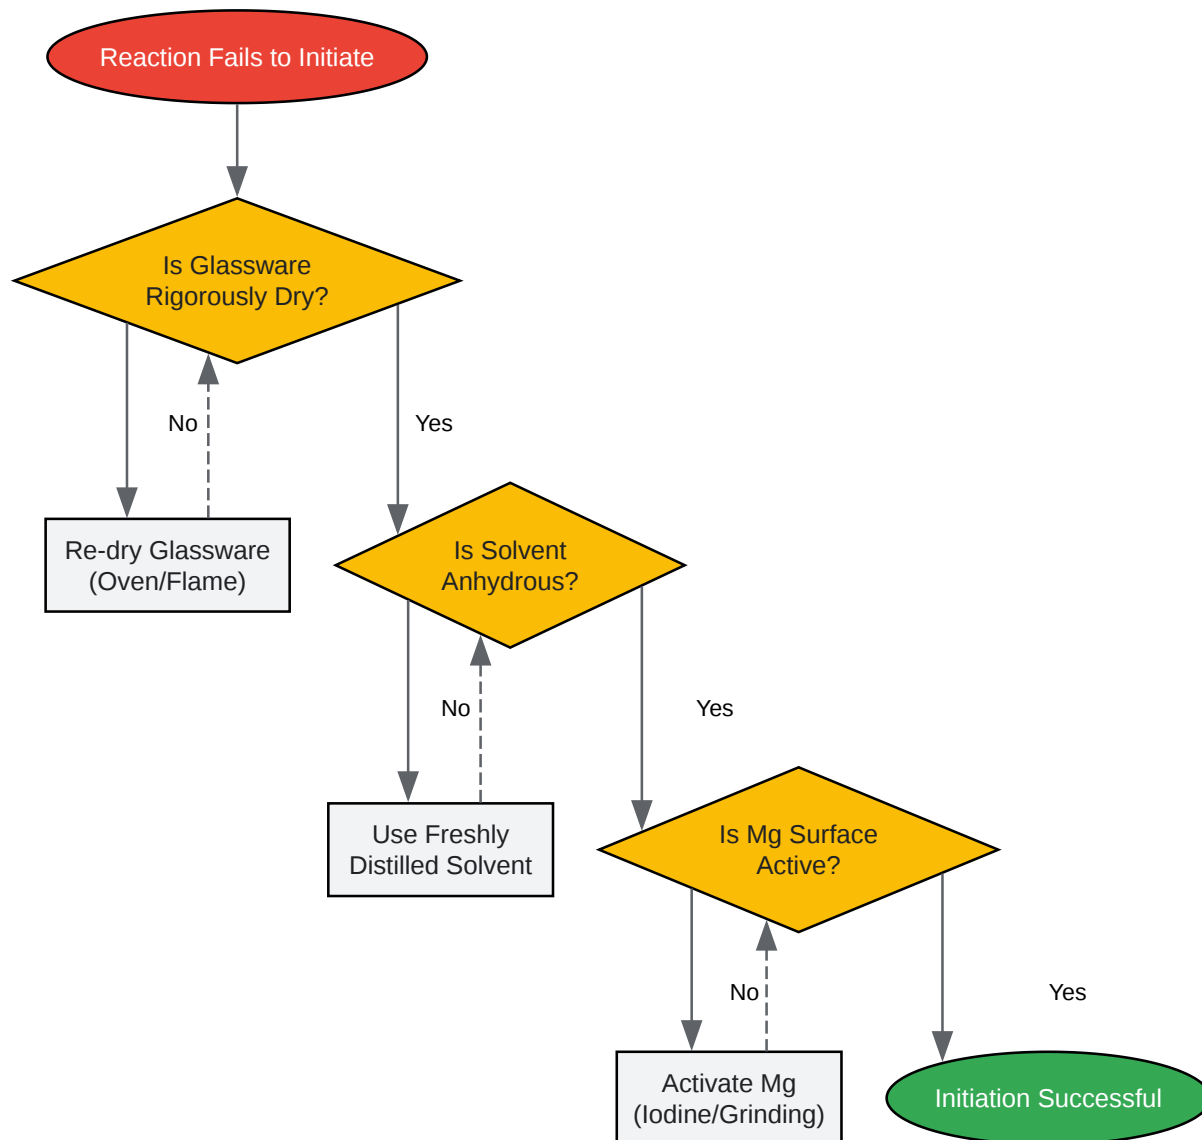 Reaction Fails to Initiate
Is Glassware
Rigorously Dry?
No
Yes
Re-dry Glassware
(Oven/Flame)
Is Solvent
Anhydrous?
No
Yes
Use Freshly
Distilled Solvent
Is Mg Surface
Active?
No
Yes
Activate Mg
(Iodine/Grinding)
Initiation Successful